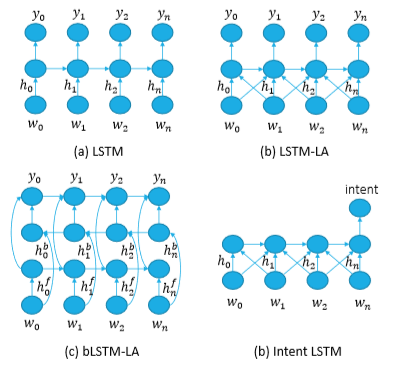 y₀ y₁ y₂ yₙ
h₀ h₁ h₂ hₙ
w₀ w₁ w₂ wₙ
(a) LSTM
y₀ y₁ y₂ yₙ
h₀ h₁ h₂ hₙ
w₀ w₁ w₂ wₙ
(b) LSTM-LA
y₀ y₁ y₂ yₙ
h₀ᵇ h₁ᵇ h₂ᵇ hₙᵇ
h₀ᶠ h₁ᶠ h₂ᶠ hₙᶠ
w₀ w₁ w₂ wₙ
(c) bLSTM-LA
intent
h₀ h₁ h₂ hₙ
w₀ w₁ w₂ wₙ
(b) Intent LSTM